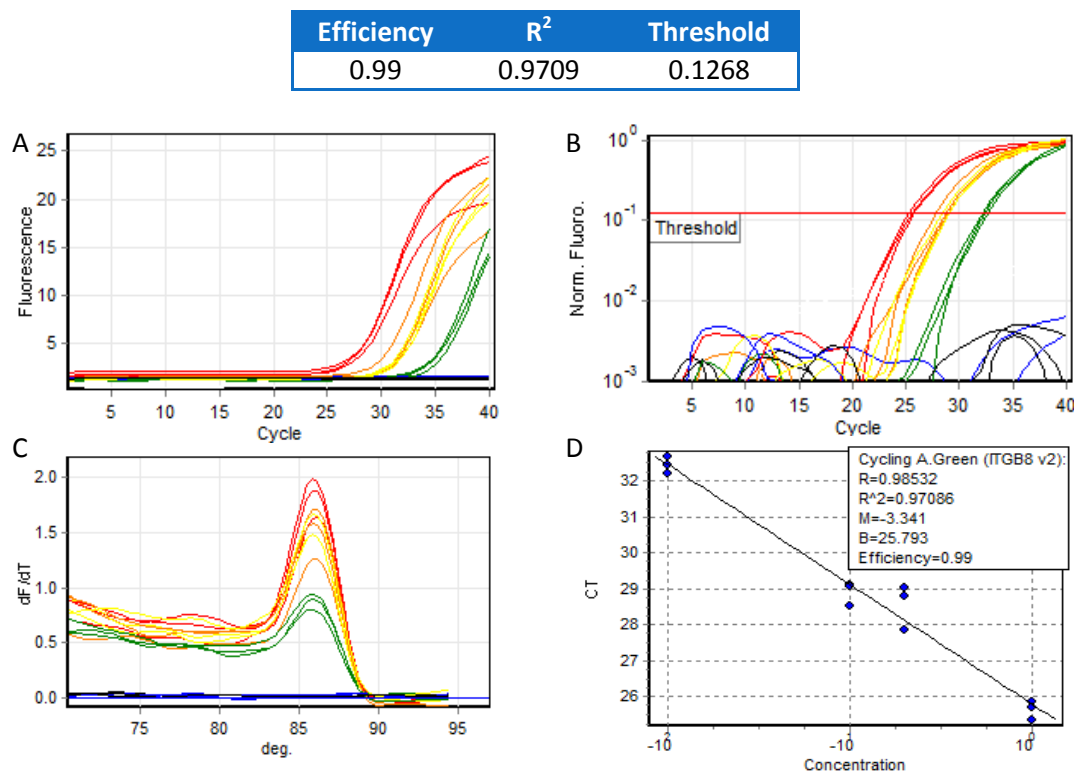 Efficiency R² Threshold
0.99 0.9709 0.1268
A
25
20
15
10
5
Fluorescence
5 10 15 20 25 30 35 40
Cycle
B
10^0
10^-1
10^-2
10^-3
Norm. Fluoro.
Threshold
5 10 15 20 25 30 35 40
Cycle
C
2.0
1.5
1.0
0.5
0.0
dF/dT
75 80 85 90 95
deg.
D
32
31
30
29
28
27
26
CT
Cycling A.Green (ITGB8 v2):
R=0.98532
R^2=0.97086
M=-3.341
B=25.793
Efficiency=0.99
-10^2 -10^1 10^0
Concentration